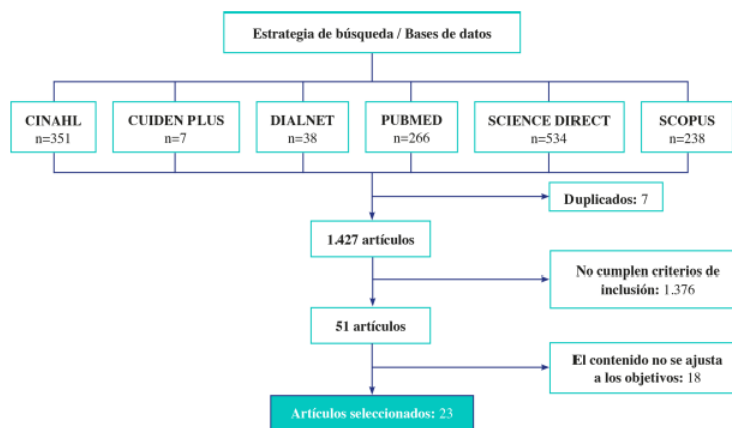 Estrategia de búsqueda / Bases de datos
CINAHL
n=351
CUIDEN PLUS
n=7
DIALNET
n=38
PUBMED
n=266
SCIENCE DIRECT
n=534
SCOPUS
n=238
Duplicados: 7
1.427 artículos
No cumplen criterios de
inclusión: 1.376
51 artículos
El contenido no se ajusta
a los objetivos: 18
Artículos seleccionados: 23